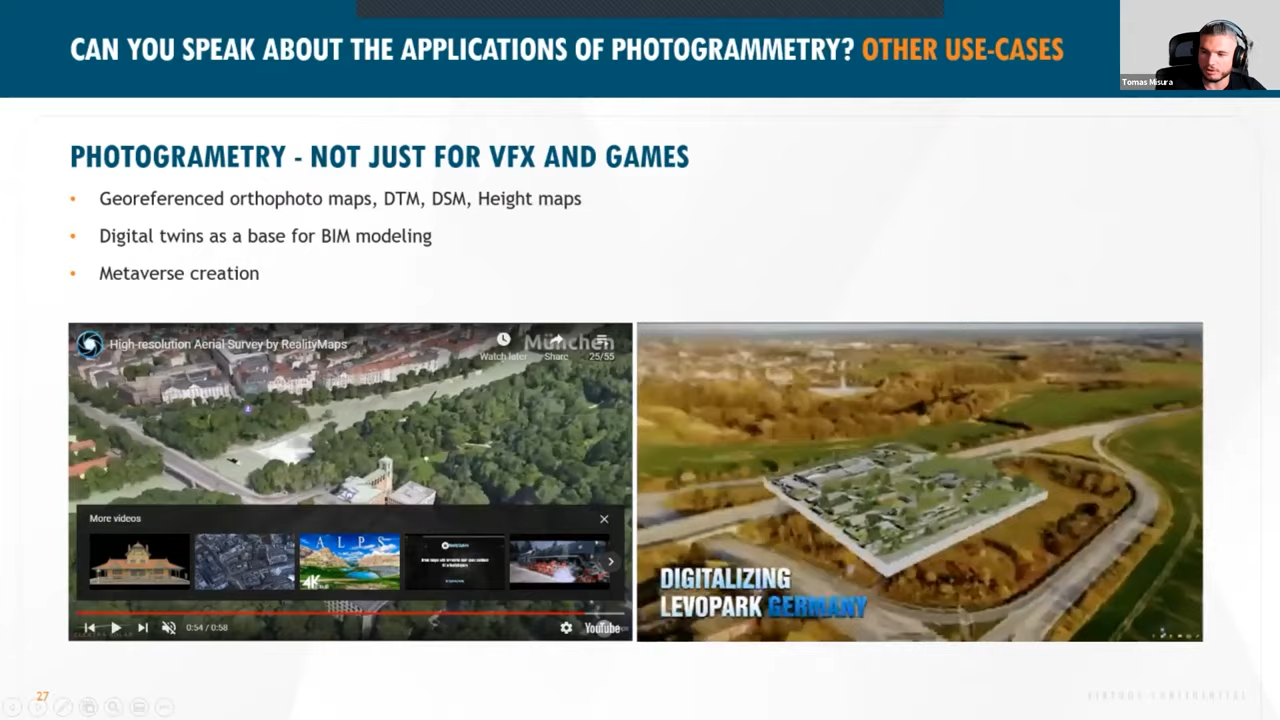 CAN YOU SPEAK ABOUT THE APPLICATIONS OF PHOTOGRAMMETRY? OTHER USE-CASES
Tomas Misura
PHOTOGRAMETRY - NOT JUST FOR VFX AND GAMES
• Georeferenced orthophoto maps, DTM, DSM, Height maps
• Digital twins as a base for BIM modeling
• Metaverse creation
High-resolution Aerial Survey by RealityMaps
München
Watch later
Share
25/55
More videos
ALPS
4K
0:54 / 0:58
YouTube
DIGITALIZING
LEVOPARK GERMANY
27
VIRTUOS CONFIDENTIAL